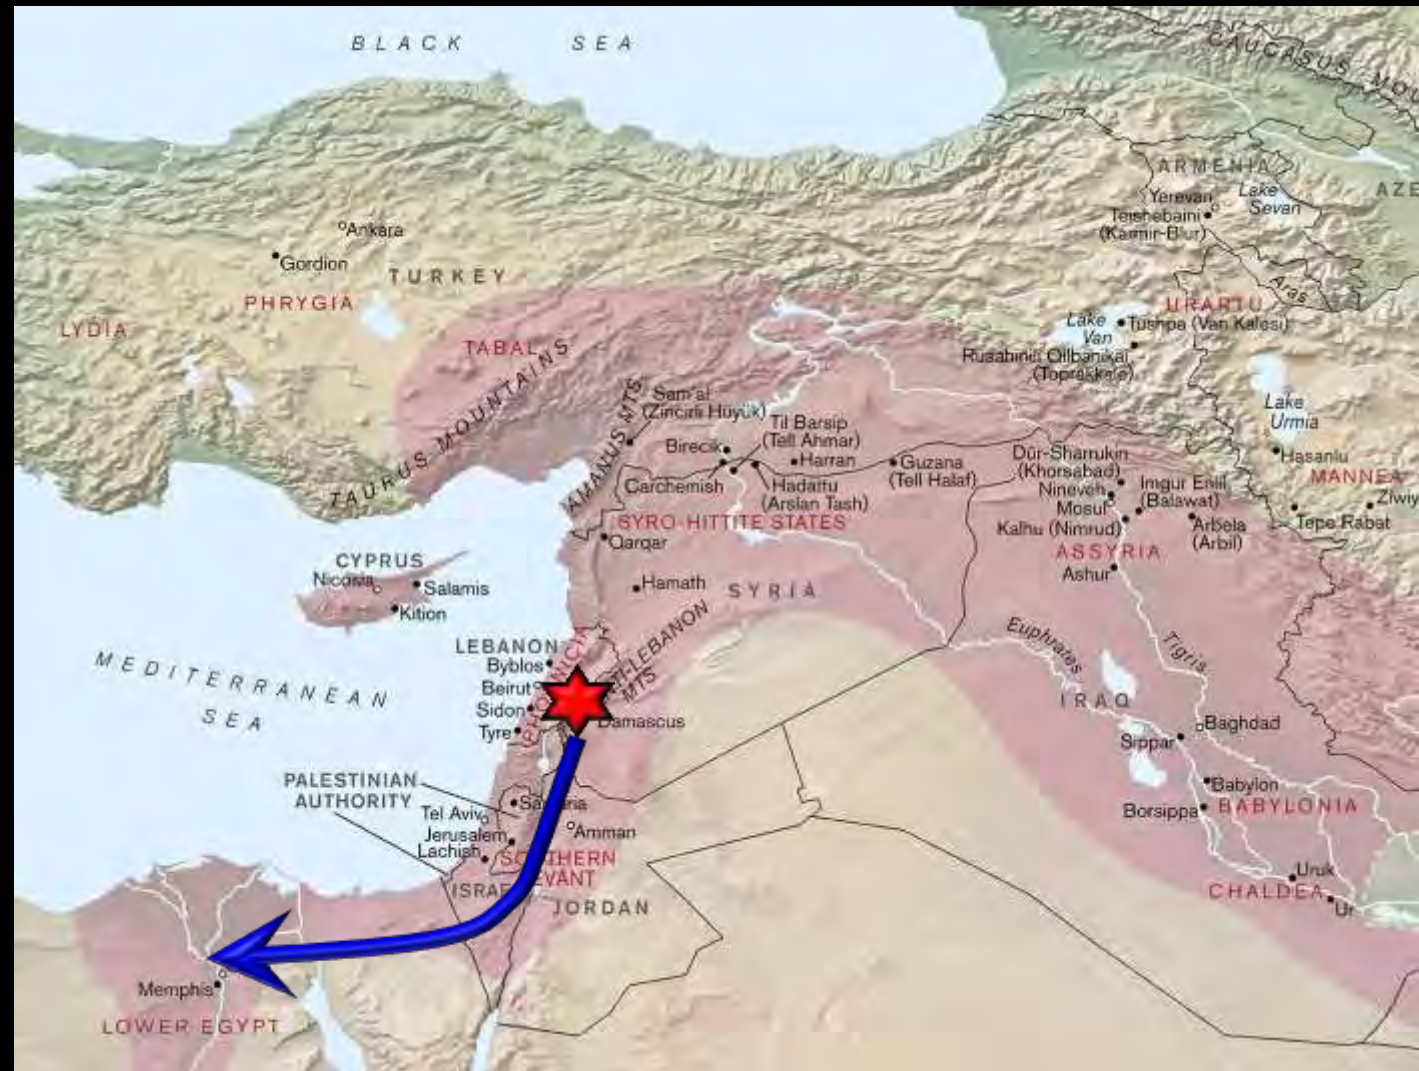 BLACK SEA
CAUCASUS
ARMENIA
Lake
Sevan
Yerevan
Teishebaini
(Karmir-Blur)
AZE
Ankara
Gordion
TURKEY
PHRYGIA
LYDIA
Aras
URARTU
Lake
Van
Tushpa (Van Kalesi)
(Toprakkale)
TABAL
TAURUS MOUNTAINS
AMANUS MTS
Sam'al
(Zincirli Hüyük)
Til Barsip
(Tell Ahmar)
Birecik
Harran
Guzana
(Tell Halaf)
Carchemish
Hadattu
(Arslan Tash)
Dūr-Sharrukin
(Khorsabad)
Nineveh
Mosul
Imgur Enlil
(Balawat)
Kalhu (Nimrud)
Arbela
(Arbil)
Lake
Urmia
Hasanlu
MANNEA
Ziwiy
Tepe Rabat
SYRO-HITTITE STATES
Qarqar
ASSYRIA
Ashur
CYPRUS
Nicosia
Salamis
Kition
Hamath
SYRIA
LEBANON
Byblos
Beirut
Sidon
Tyre
MTS
Damascus
MEDITERRANEAN
SEA
Euphrates
Tigris
IRAQ
Baghdad
Sippar
Babylon
Borsippa
BABYLONIA
Uruk
CHALDEA
Ur
PALESTINIAN
AUTHORITY
Tel Aviv
Jerusalem
Lachish
Amman
JORDAN
Memphis
LOWER EGYPT